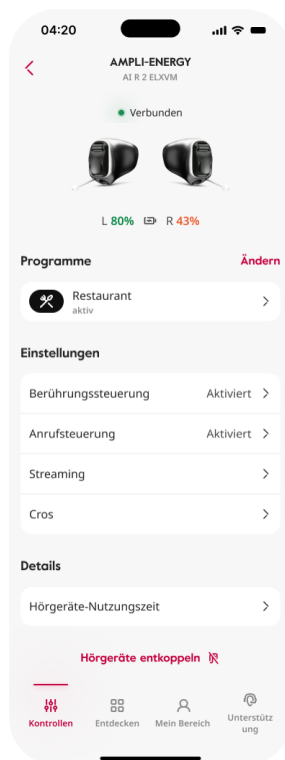 04:20
AMPLI-ENERGY
AI R 2 ELXVM
Verbunden
L 80% R 43%
Programme Ändern
Restaurant
aktiv
Einstellungen
Berührungssteuerung Aktiviert
Anrufsteuerung Aktiviert
Streaming
Cros
Details
Hörgeräte-Nutzungszeit
Hörgeräte entkoppeln
Kontrollen Entdecken Mein Bereich Unterstütz
ung